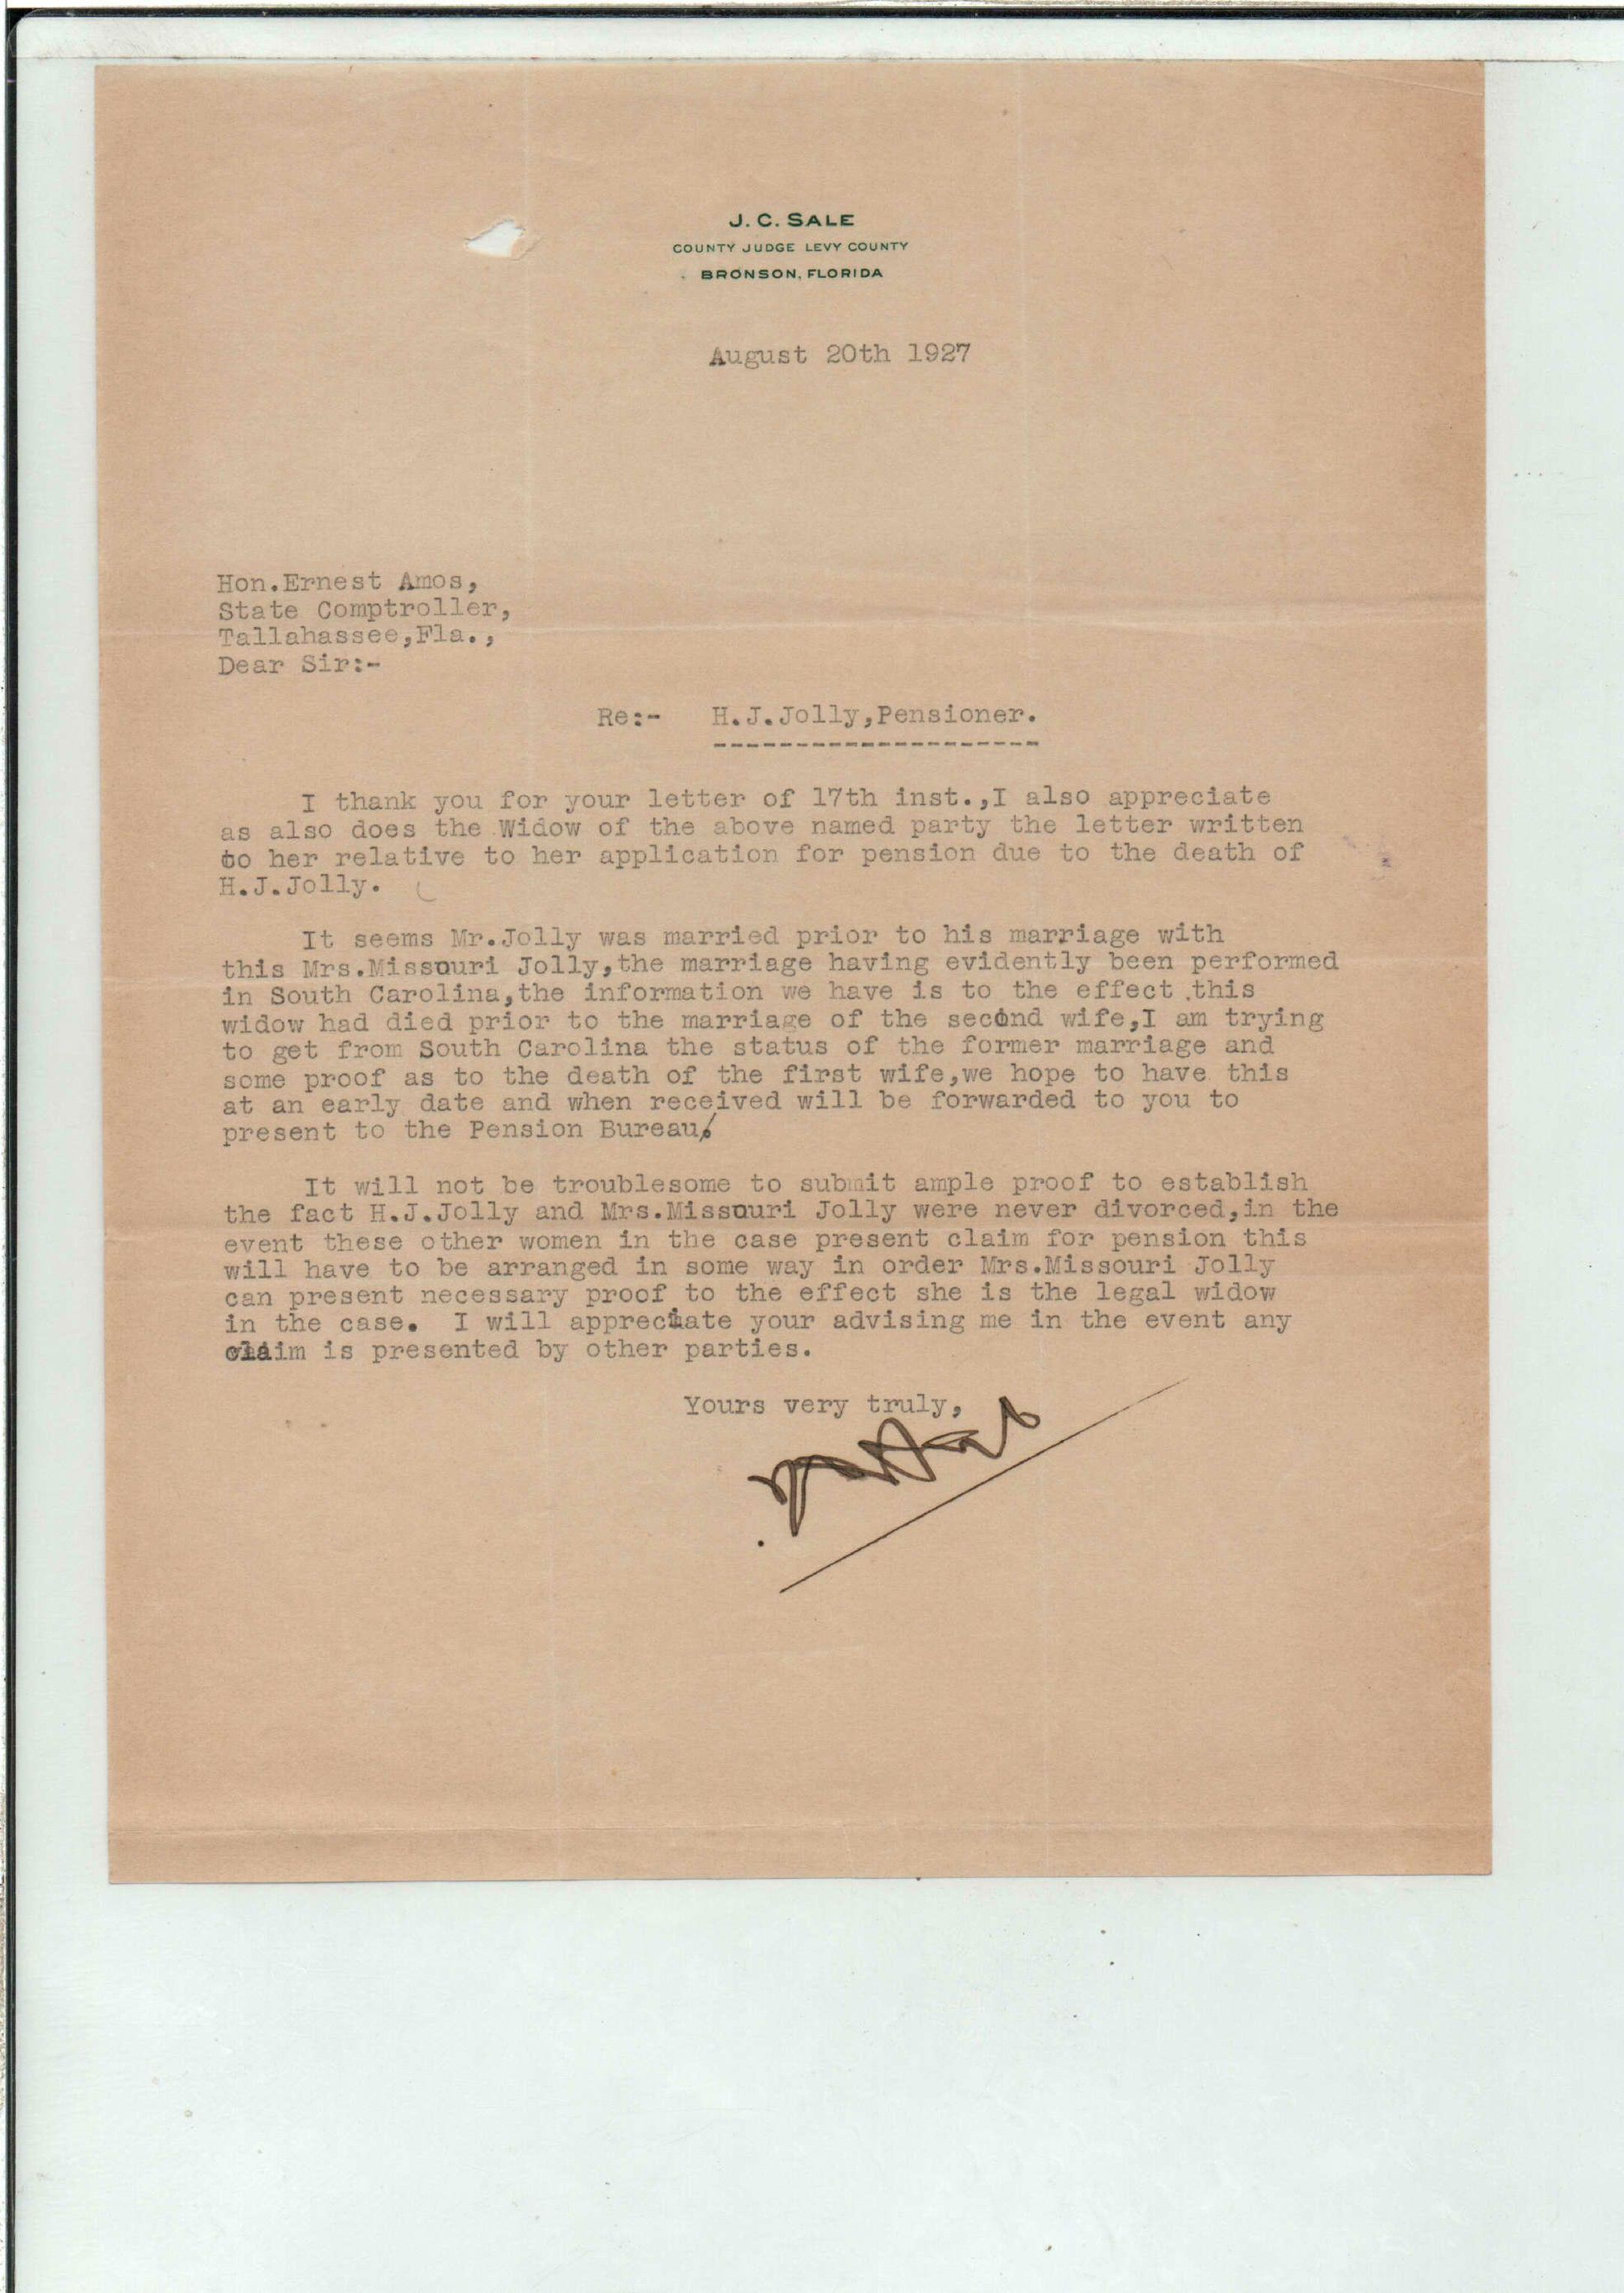 J. C. SALE
COUNTY JUDGE LEVY COUNTY
BRONSON, FLORIDA
August 20th 1927
Hon.Ernest Amos,
State Comptroller,
Tallahassee,Fla.,
Dear Sir:-
Re:- H.J.Jolly,Pensioner.
I thank you for your letter of 17th inst.,I also appreciate
as also does the Widow of the above named party the letter written
to her relative to her application for pension due to the death of
H.J.Jolly.
It seems Mr.Jolly was married prior to his marriage with
this Mrs.Missouri Jolly,the marriage having evidently been performed
in South Carolina,the information we have is to the effect this
widow had died prior to the marriage of the second wife,I am trying
to get from South Carolina the status of the former marriage and
some proof as to the death of the first wife,we hope to have this
at an early date and when received will be forwarded to you to
present to the Pension Bureau.
It will not be troublesome to submit ample proof to establish
the fact H.J.Jolly and Mrs.Missouri Jolly were never divorced,in the
event these other women in the case present claim for pension this
will have to be arranged in some way in order Mrs.Missouri Jolly
can present necessary proof to the effect she is the legal widow
in the case. I will appreciate your advising me in the event any
claim is presented by other parties.
Yours very truly,